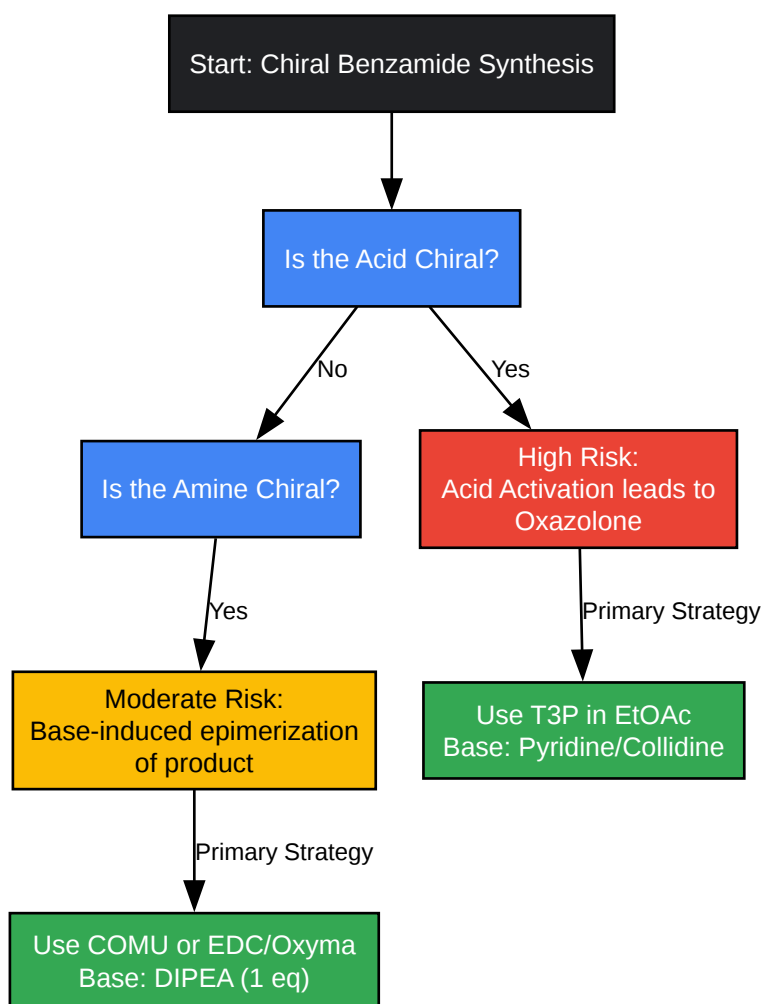 Start: Chiral Benzamide Synthesis
Is the Acid Chiral?
No
Yes
Is the Amine Chiral?
High Risk:
Acid Activation leads to
Oxazolone
Yes
Primary Strategy
Moderate Risk:
Base-induced epimerization
of product
Use T3P in EtOAc
Base: Pyridine/Collidine
Primary Strategy
Use COMU or EDC/Oxyma
Base: DIPEA (1 eq)